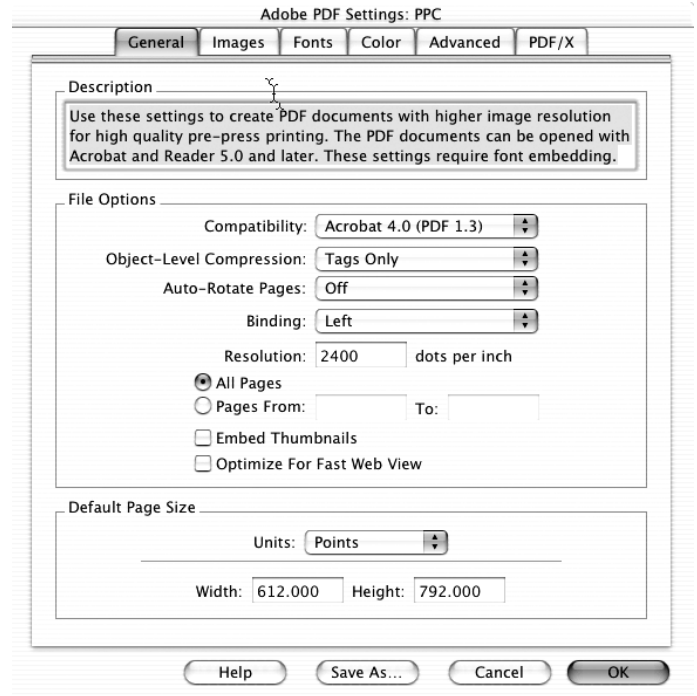 Adobe PDF Settings: PPC
General Images Fonts Color Advanced PDF/X
Description
Use these settings to create PDF documents with higher image resolution
for high quality pre-press printing. The PDF documents can be opened with
Acrobat and Reader 5.0 and later. These settings require font embedding.
File Options
Compatibility: Acrobat 4.0 (PDF 1.3)
Object-Level Compression: Tags Only
Auto-Rotate Pages: Off
Binding: Left
Resolution: 2400 dots per inch
All Pages
Pages From: To:
Embed Thumbnails
Optimize For Fast Web View
Default Page Size
Units: Points
Width: 612.000 Height: 792.000
Help Save As... Cancel OK